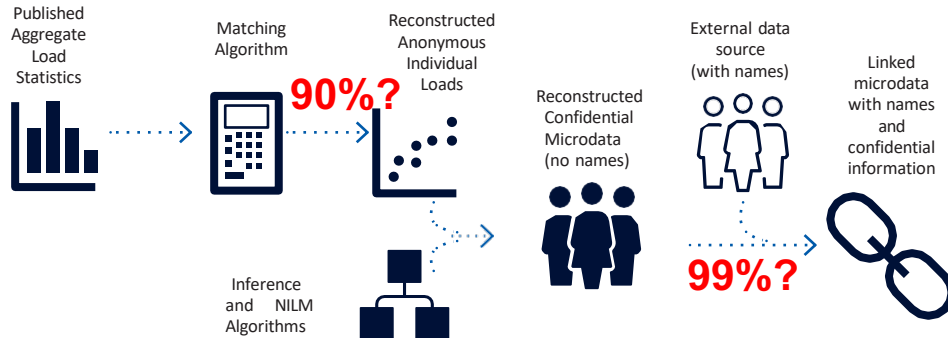 Published
Aggregate
Load
Statistics
Matching
Algorithm
90%?
Reconstructed
Anonymous
Individual
Loads
Inference
and NILM
Algorithms
Reconstructed
Confidential
Microdata
(no names)
External data
source
(with names)
99%?
Linked
microdata
with names
and
confidential
information